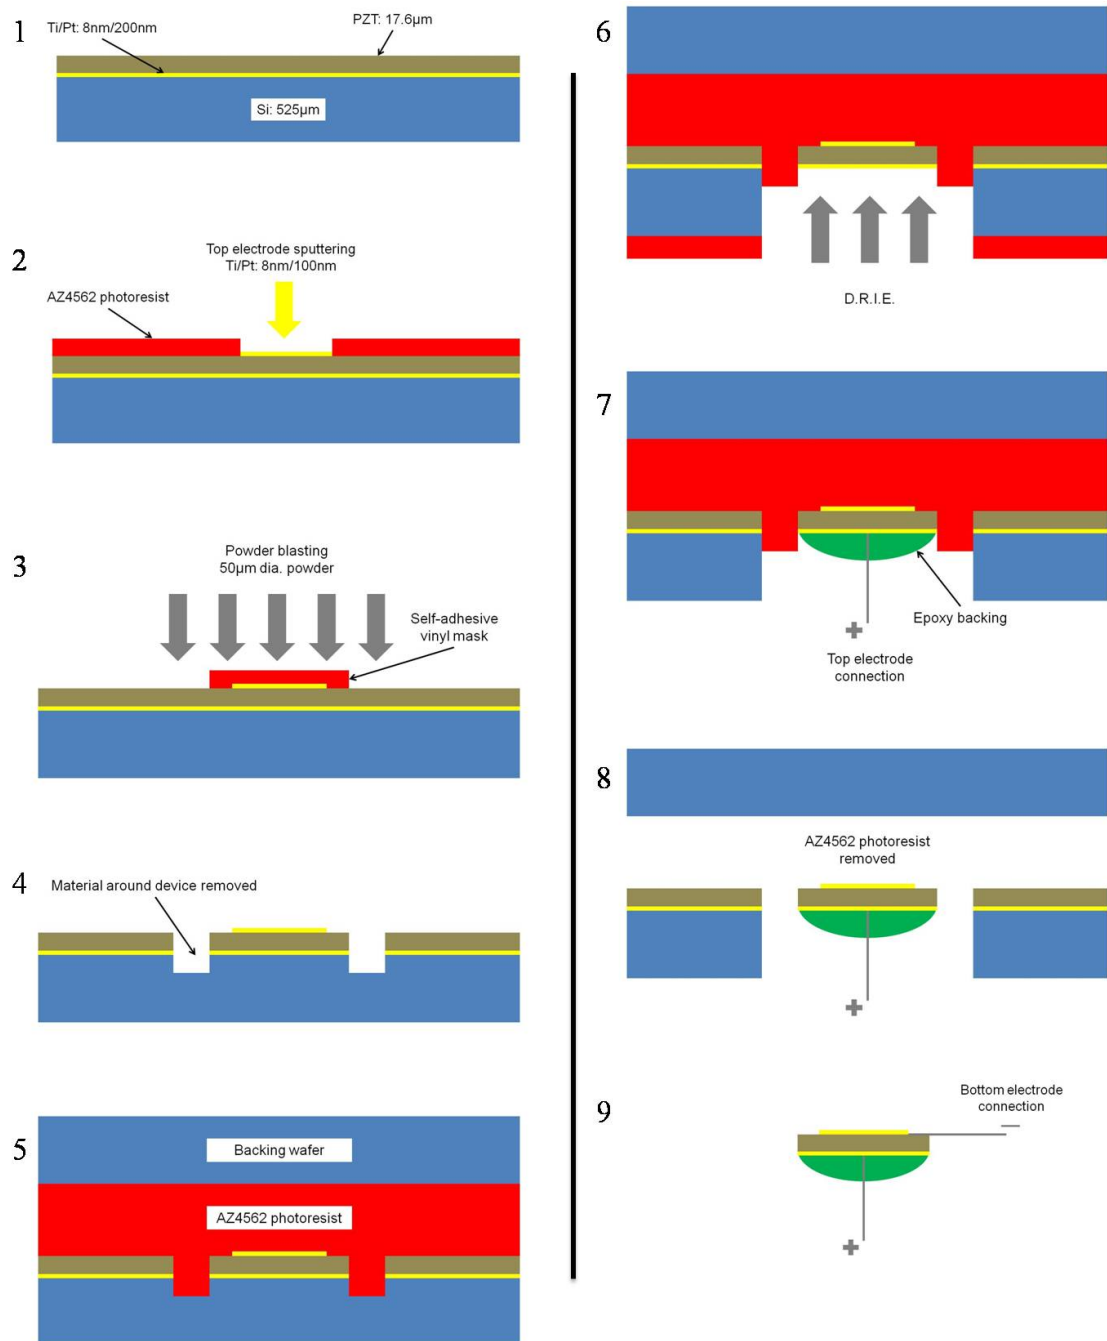 1
Ti/Pt: 8nm/200nm
PZT: 17.6µm
Si: 525µm
2
Top electrode sputtering
Ti/Pt: 8nm/100nm
AZ4562 photoresist
3
Powder blasting
50µm dia. powder
Self-adhesive
vinyl mask
4
Material around device removed
5
Backing wafer
AZ4562 photoresist
6
D.R.I.E.
7
Epoxy backing
+
Top electrode
connection
8
AZ4562 photoresist
removed
+
9
Bottom electrode
connection
−
+